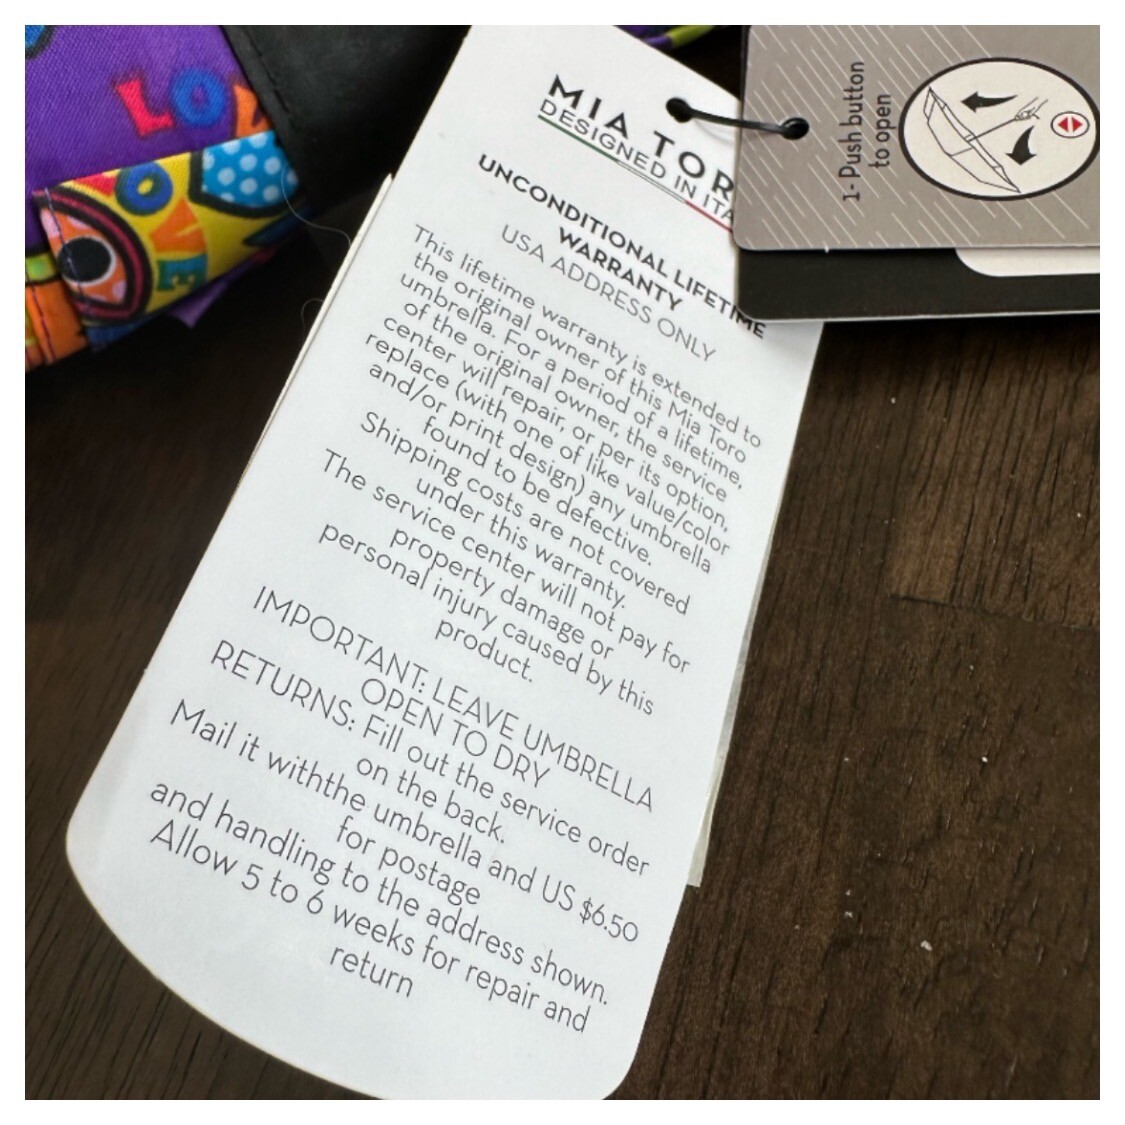 LO
LOVE
MIA TOR
DESIGNED IN ITA
UNCONDITIONAL LIFETIME
WARRANTY
USA ADDRESS ONLY
This lifetime warranty is extended to
the original owner of this Mia Toro
umbrella. For a period of a lifetime,
of the original owner, the service
center will repair, or per its option,
replace (with one of like value/color
and/or print design) any umbrella
found to be defective.
Shipping costs are not covered
under this warranty.
The service center will not pay for
property damage or
personal injury caused by this
product.
IMPORTANT: LEAVE UMBRELLA
OPEN TO DRY
RETURNS: Fill out the service order
on the back.
Mail it withthe umbrella and US $6.50
for postage
and handling to the address shown.
Allow 5 to 6 weeks for repair and
return
1- Push button
to open